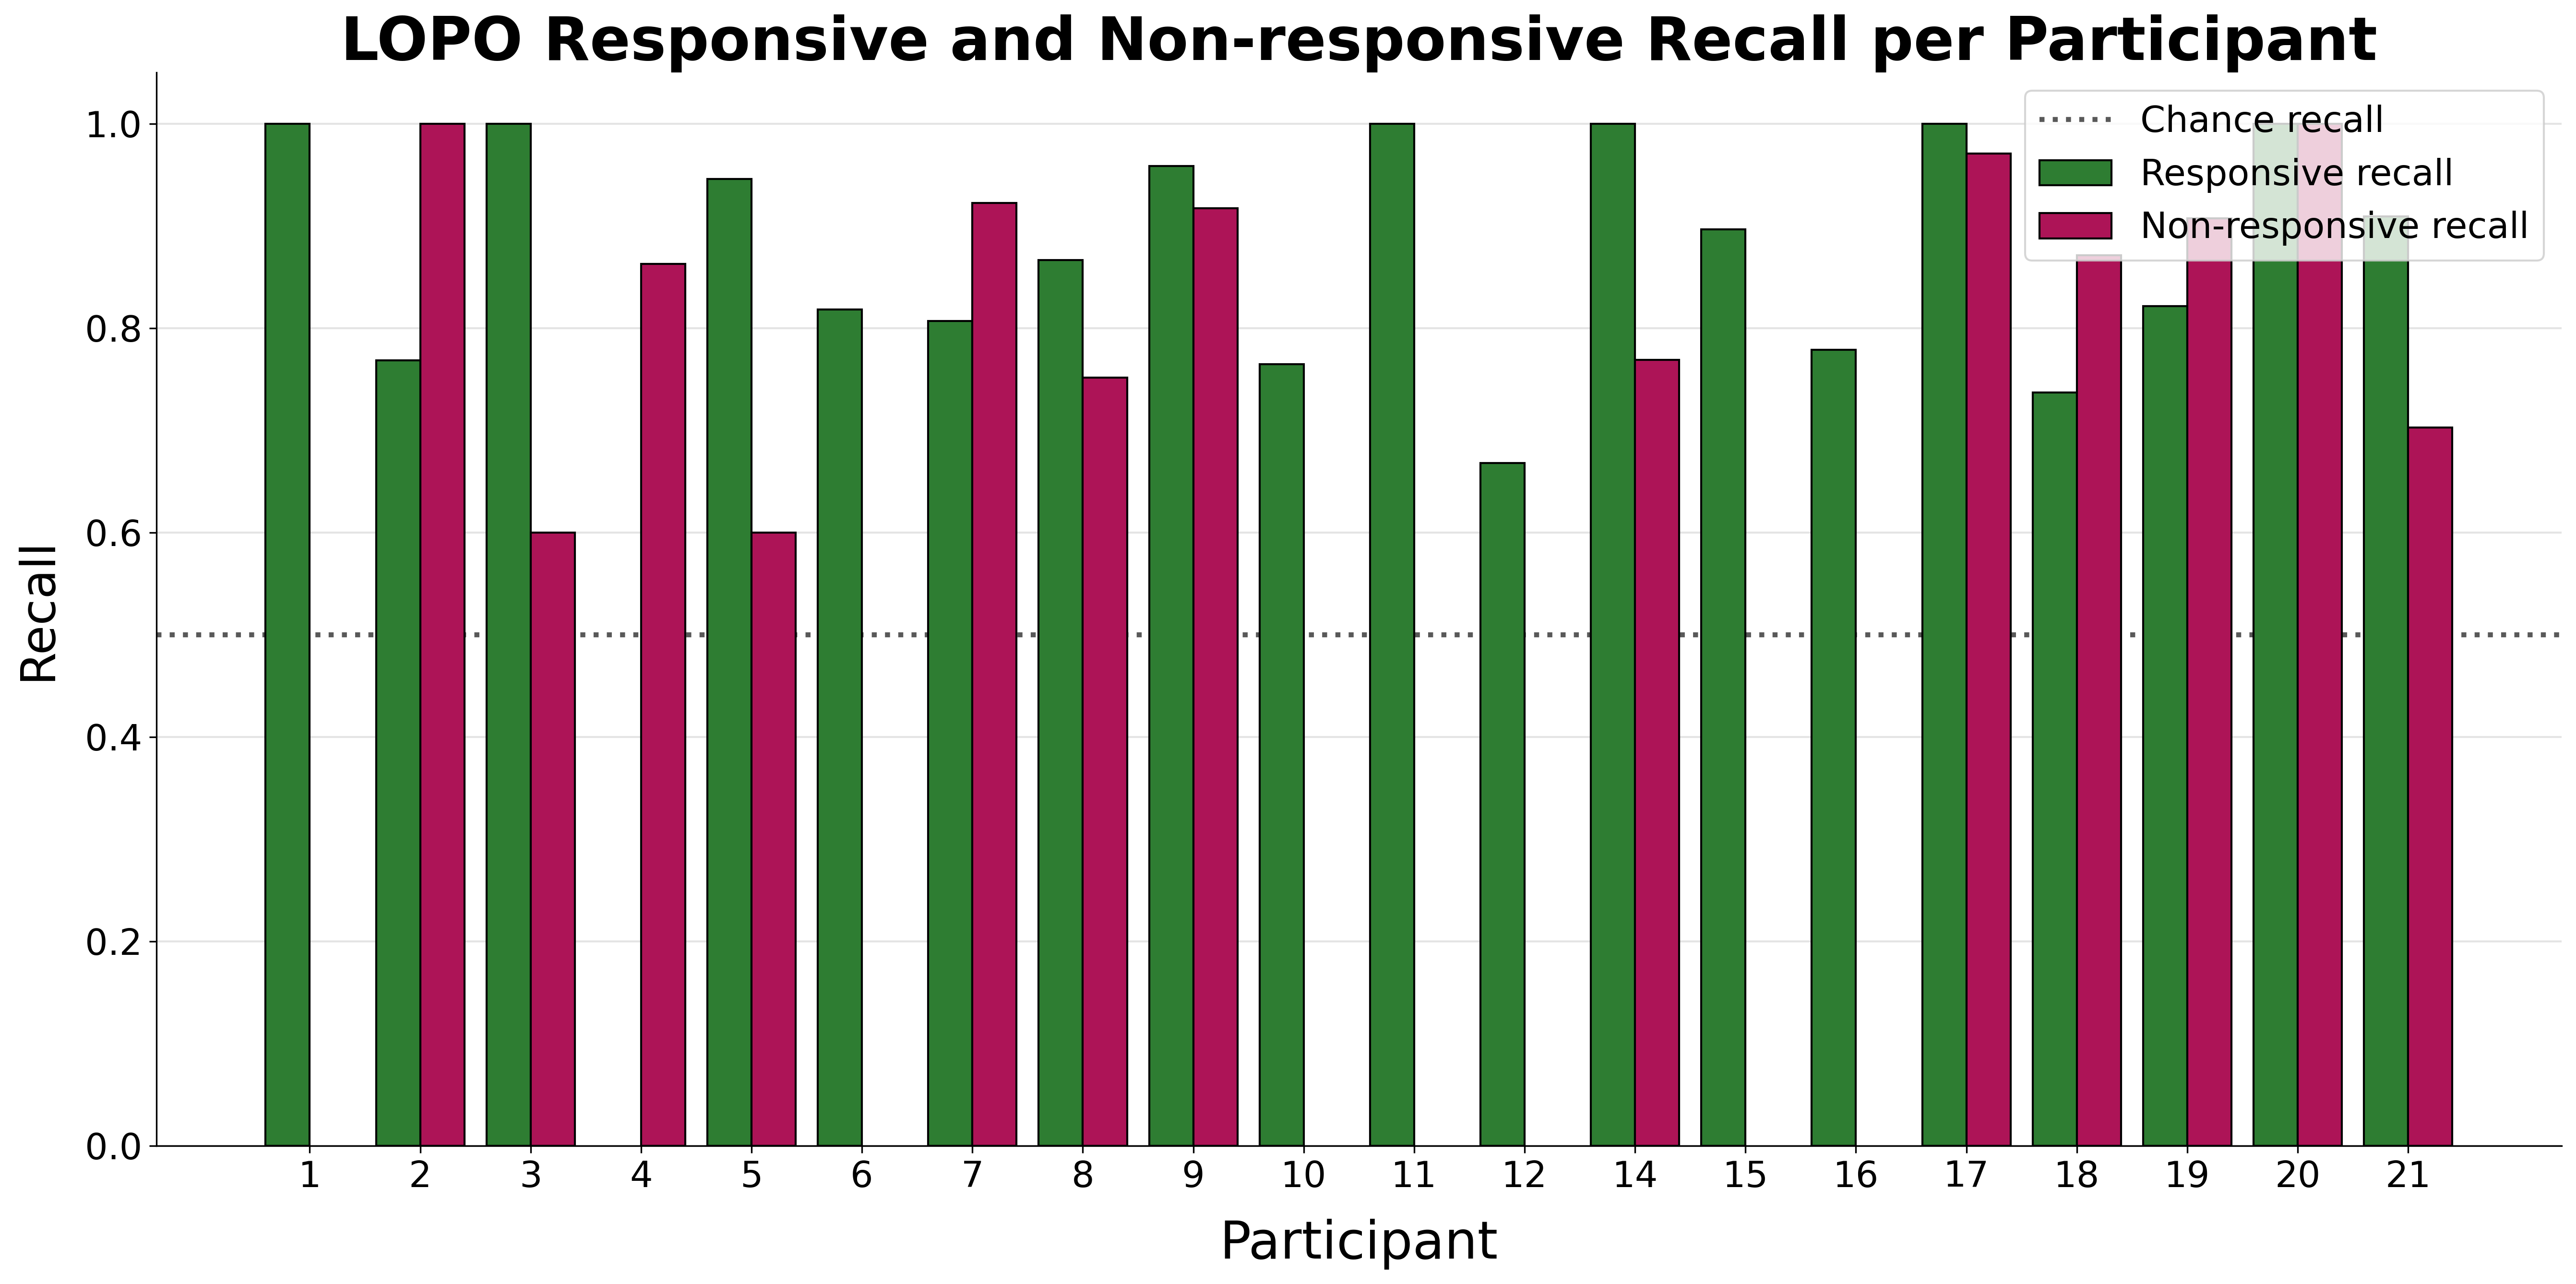 LOPO Responsive and Non-responsive Recall per Participant
Chance recall
Responsive recall
Non-responsive recall
Recall
1.0
0.8
0.6
0.4
0.2
0.0
1 2 3 4 5 6 7 8 9 10 11 12 14 15 16 17 18 19 20 21
Participant